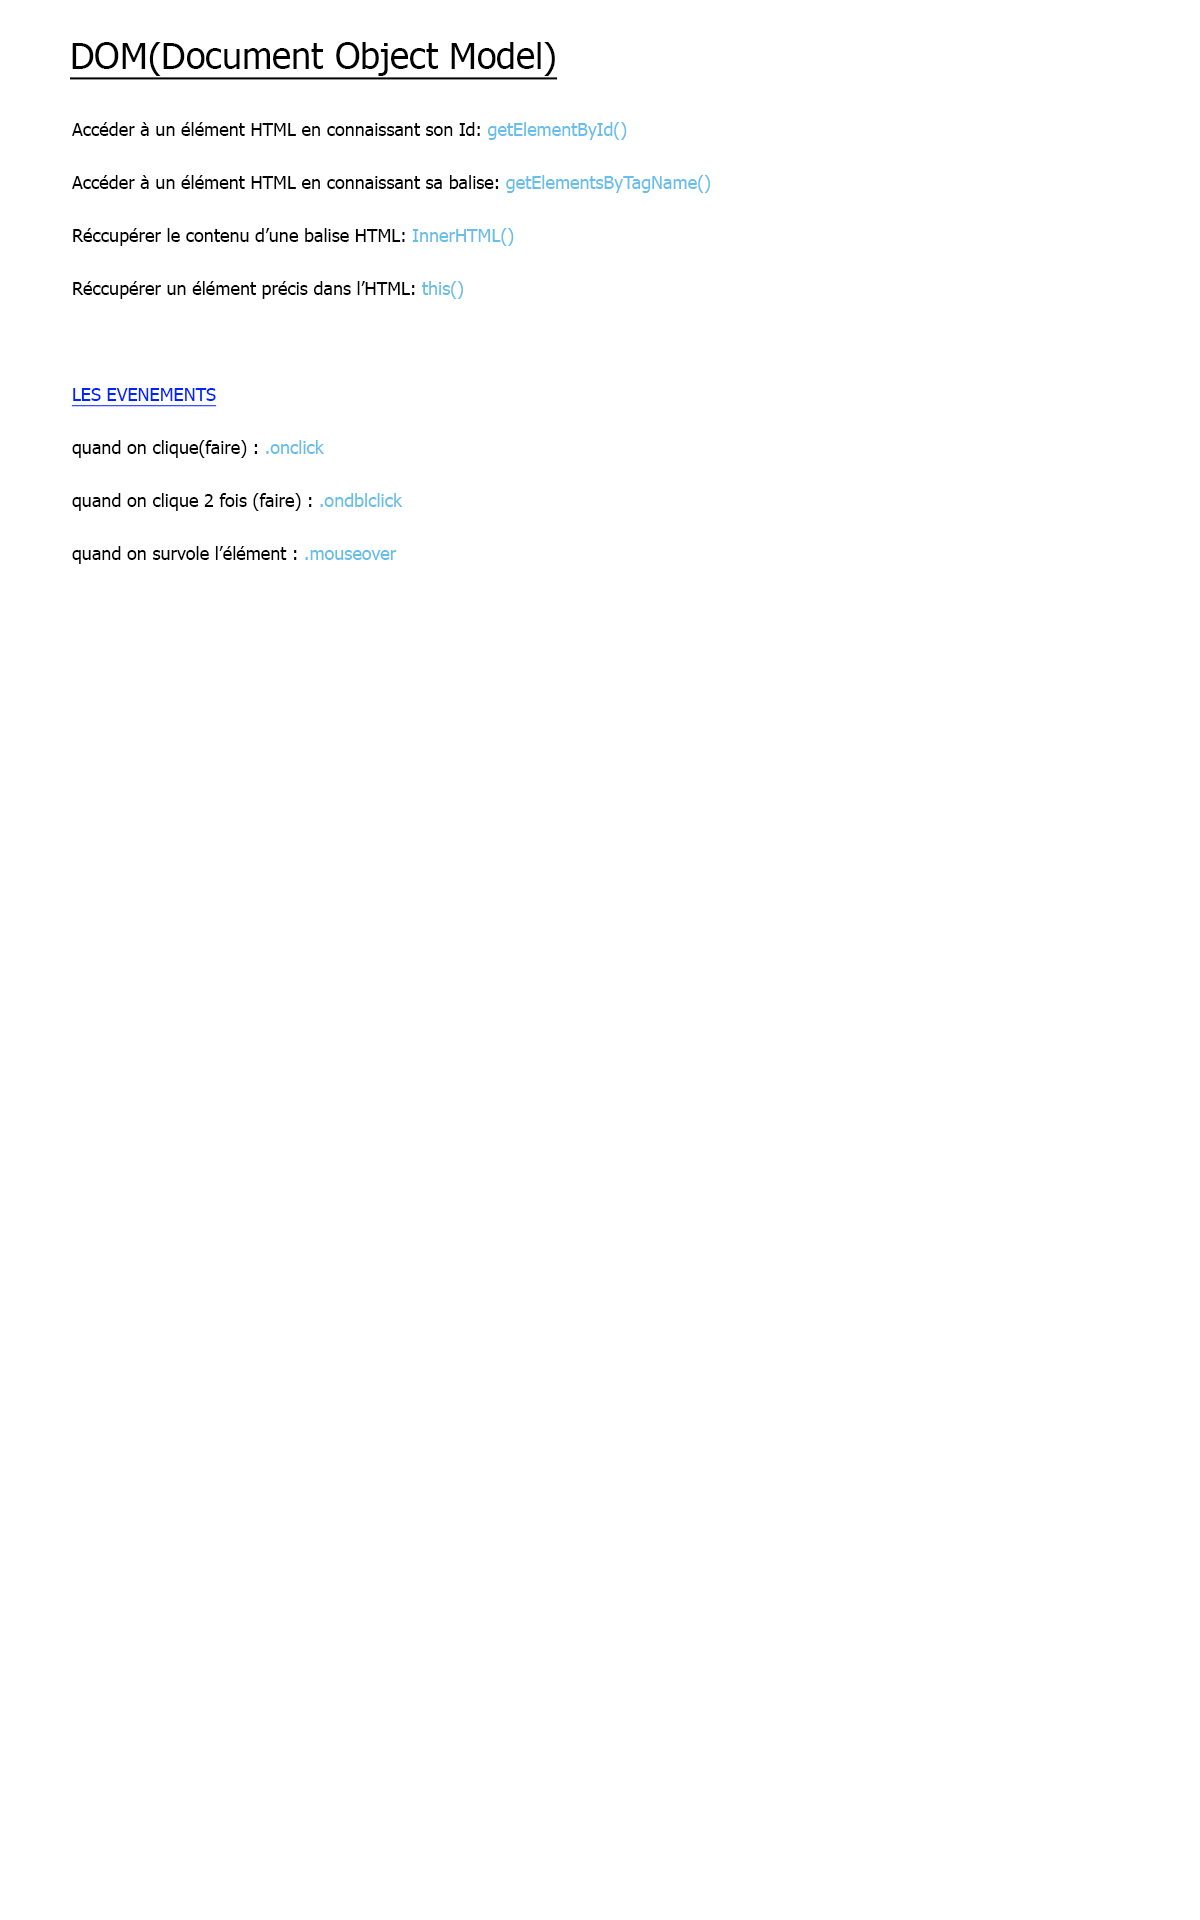 DOM(Document Object Model)
Accéder à un élément HTML en connaissant son Id: getElementById()
Accéder à un élément HTML en connaissant sa balise: getElementsByTagName()
Réccupérer le contenu d’une balise HTML: InnerHTML()
Réccupérer un élément précis dans l’HTML: this()
LES EVENEMENTS
quand on clique(faire) : .onclick
quand on clique 2 fois (faire) : .ondblclick
quand on survole l’élément : .mouseover